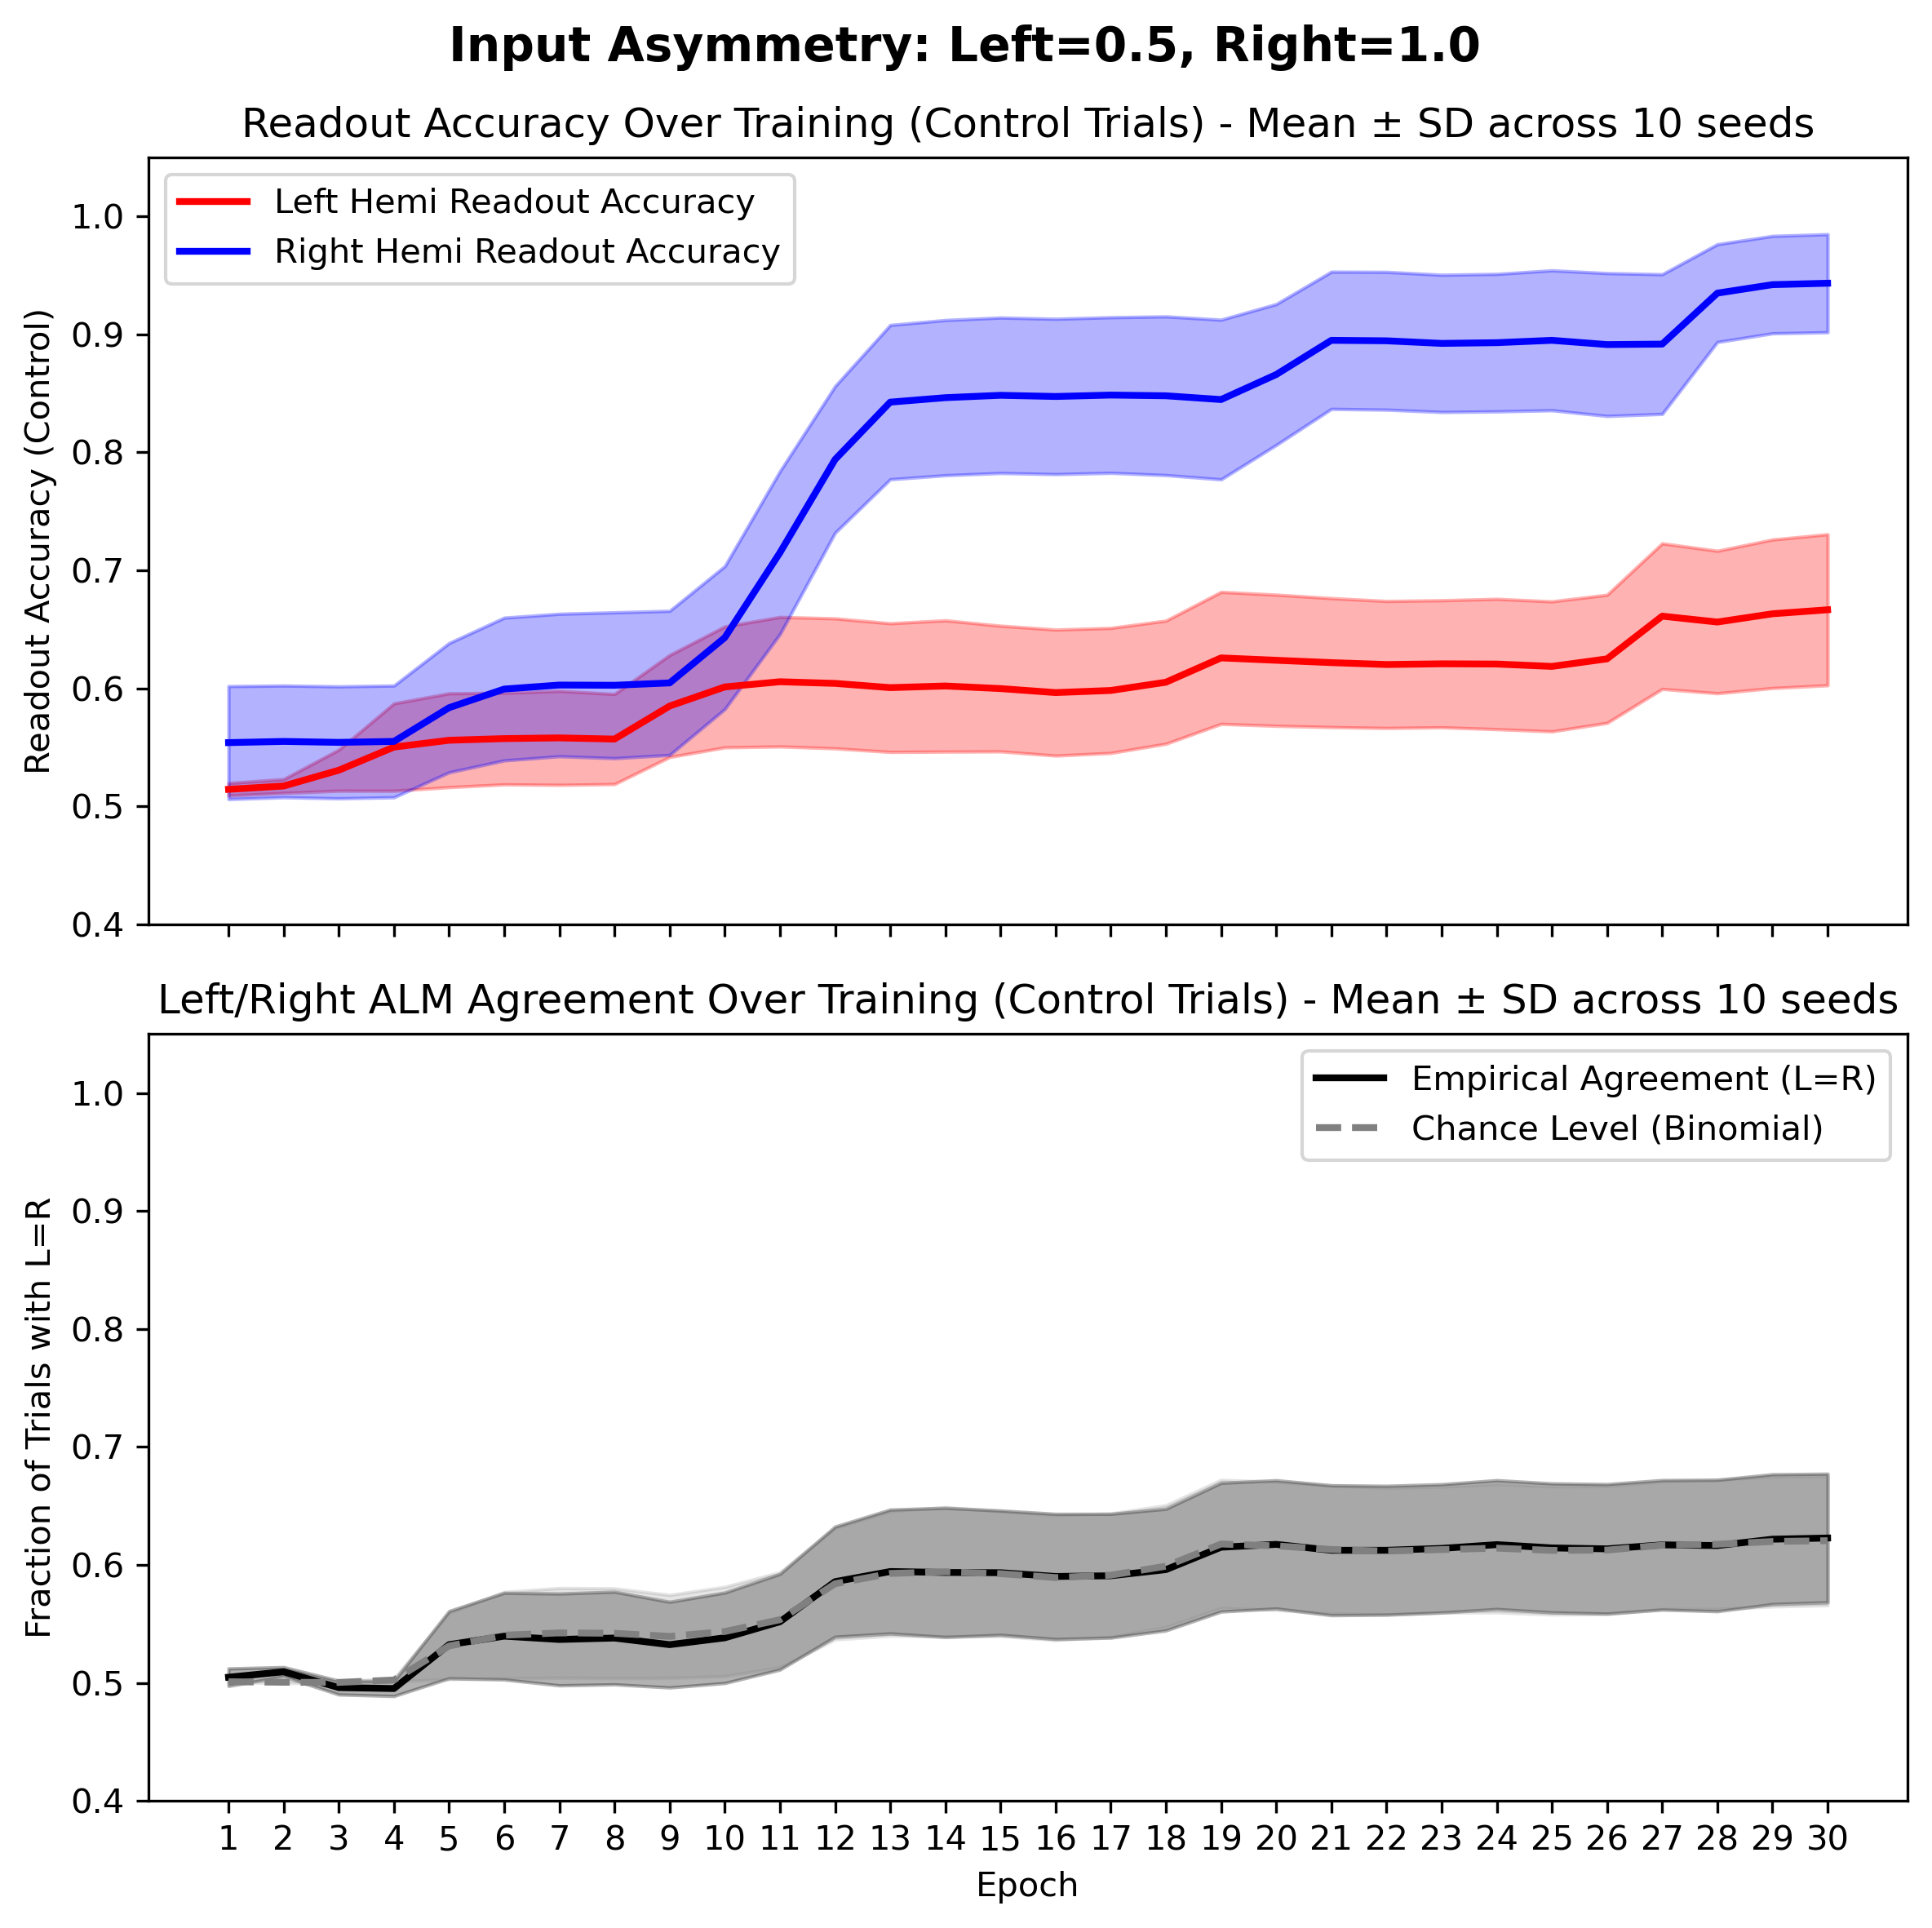 Input Asymmetry: Left=0.5, Right=1.0
Readout Accuracy Over Training (Control Trials) - Mean ± SD across 10 seeds
Left Hemi Readout Accuracy
Right Hemi Readout Accuracy
Readout Accuracy (Control)
1.0
0.9
0.8
0.7
0.6
0.5
0.4
Left/Right ALM Agreement Over Training (Control Trials) - Mean ± SD across 10 seeds
Empirical Agreement (L=R)
Chance Level (Binomial)
Fraction of Trials with L=R
1.0
0.9
0.8
0.7
0.6
0.5
0.4
1 2 3 4 5 6 7 8 9 10 11 12 13 14 15 16 17 18 19 20 21 22 23 24 25 26 27 28 29 30
Epoch